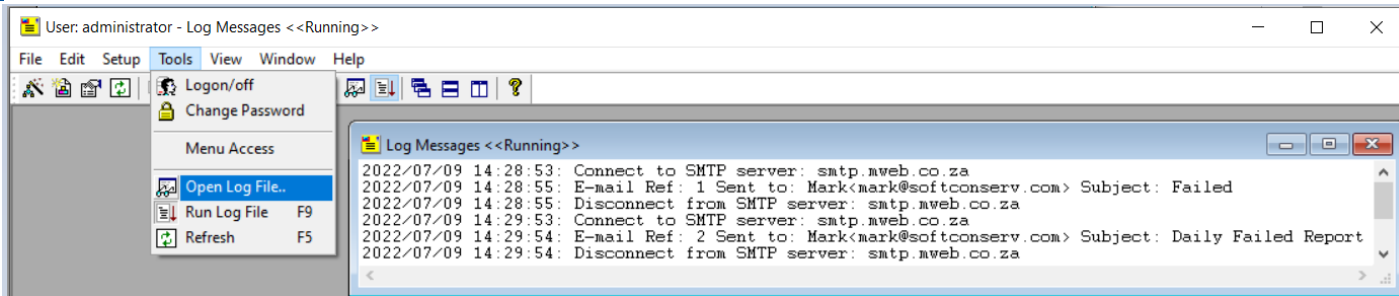 User: administrator - Log Messages <<Running>>
File Edit Setup Tools View Window Help
Logon/off
Change Password
Menu Access
Open Log File..
Run Log File F9
Refresh F5
Log Messages <<Running>>
2022/07/09 14:28:53: Connect to SMTP server: smtp.mweb.co.za
2022/07/09 14:28:55: E-mail Ref: 1 Sent to: Mark<mark@softconserv.com> Subject: Failed
2022/07/09 14:28:55: Disconnect from SMTP server: smtp.mweb.co.za
2022/07/09 14:29:53: Connect to SMTP server: smtp.mweb.co.za
2022/07/09 14:29:54: E-mail Ref: 2 Sent to: Mark<mark@softconserv.com> Subject: Daily Failed Report
2022/07/09 14:29:54: Disconnect from SMTP server: smtp.mweb.co.za